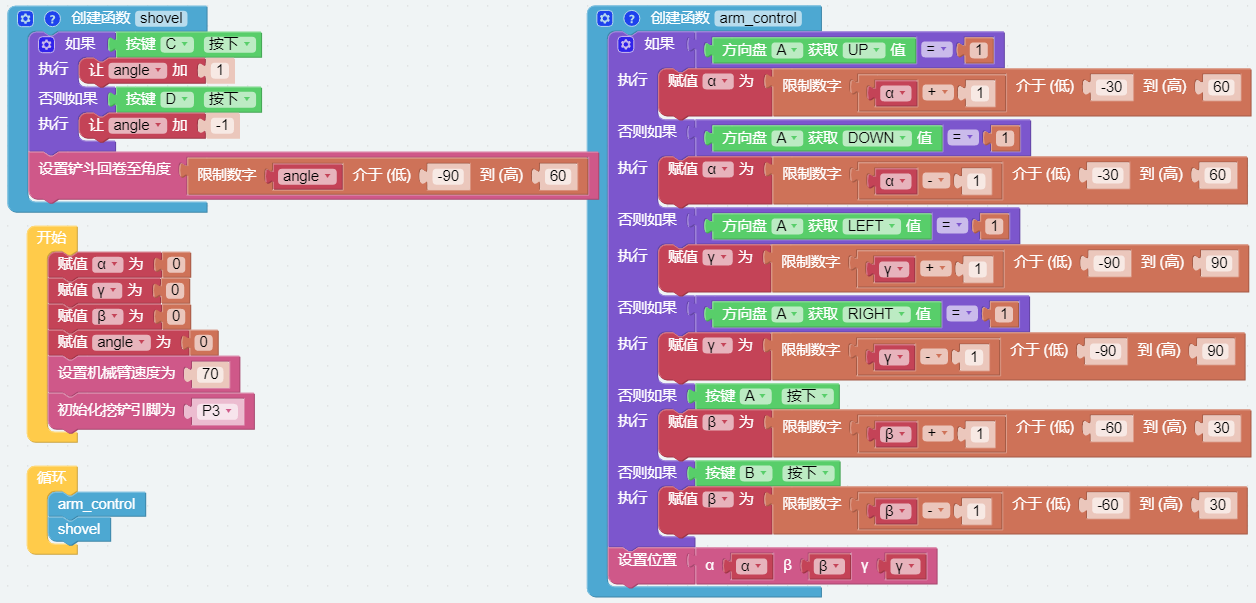 创建函数 shovel
如果 按键 C 按下
执行 让 angle 加 1
否则如果 按键 D 按下
执行 让 angle 加 -1
设置铲斗回卷至角度 限制数字 angle 介于 (低) -90 到 (高) 60
开始
赋值 α 为 0
赋值 γ 为 0
赋值 β 为 0
赋值 angle 为 0
设置机械臂速度为 70
初始化挖铲引脚为 P3
循环
arm_control
shovel
创建函数 arm_control
如果 方向盘 A 获取 UP 值 = 1
执行 赋值 α 为 限制数字 α + 1 介于 (低) -30 到 (高) 60
否则如果 方向盘 A 获取 DOWN 值 = 1
执行 赋值 α 为 限制数字 α - 1 介于 (低) -30 到 (高) 60
否则如果 方向盘 A 获取 LEFT 值 = 1
执行 赋值 γ 为 限制数字 γ + 1 介于 (低) -90 到 (高) 90
否则如果 方向盘 A 获取 RIGHT 值 = 1
执行 赋值 γ 为 限制数字 γ - 1 介于 (低) -90 到 (高) 90
否则如果 按键 A 按下
执行 赋值 β 为 限制数字 β + 1 介于 (低) -60 到 (高) 30
否则如果 按键 B 按下
执行 赋值 β 为 限制数字 β - 1 介于 (低) -60 到 (高) 30
设置位置 α α β β γ γ